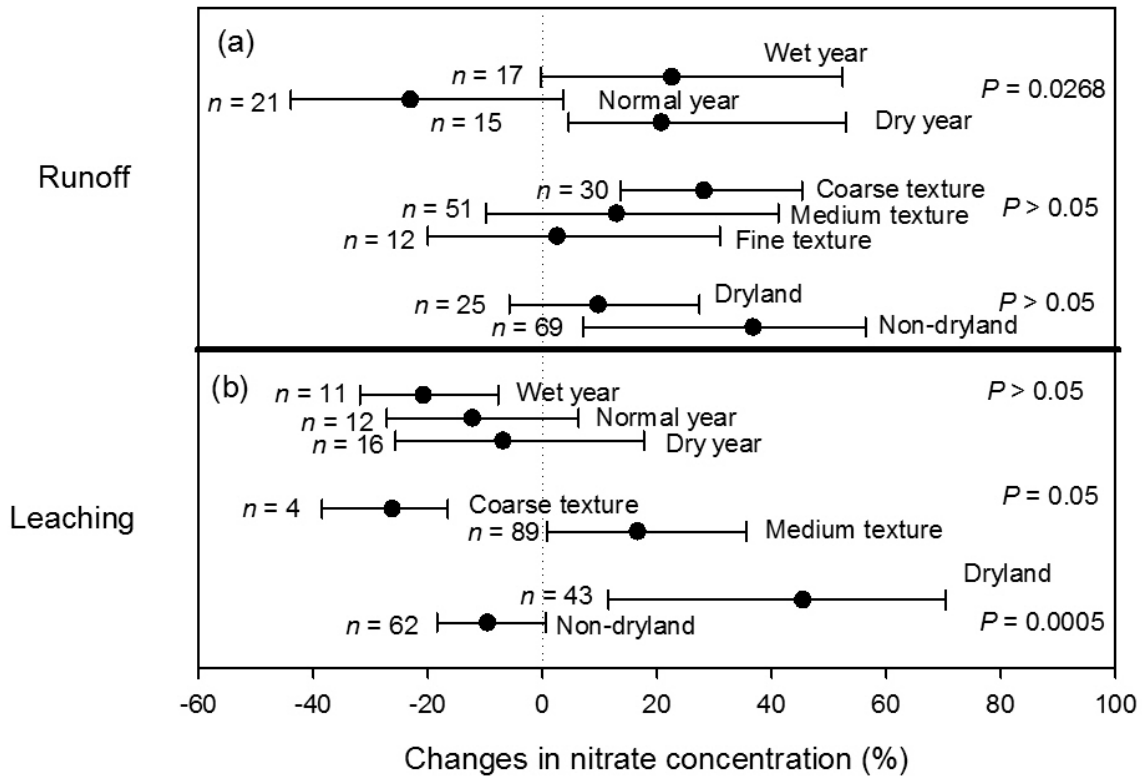 (a)
Wet year
n = 17
P = 0.0268
n = 21
Normal year
n = 15
Dry year
Runoff
n = 30
Coarse texture
n = 51
Medium texture
P > 0.05
n = 12
Fine texture
n = 25
Dryland
P > 0.05
n = 69
Non-dryland
(b)
n = 11
Wet year
P > 0.05
n = 12
Normal year
n = 16
Dry year
Leaching
n = 4
Coarse texture
P = 0.05
n = 89
Medium texture
Dryland
n = 43
n = 62
Non-dryland
P = 0.0005
-60 -40 -20 0 20 40 60 80 100
Changes in nitrate concentration (%)